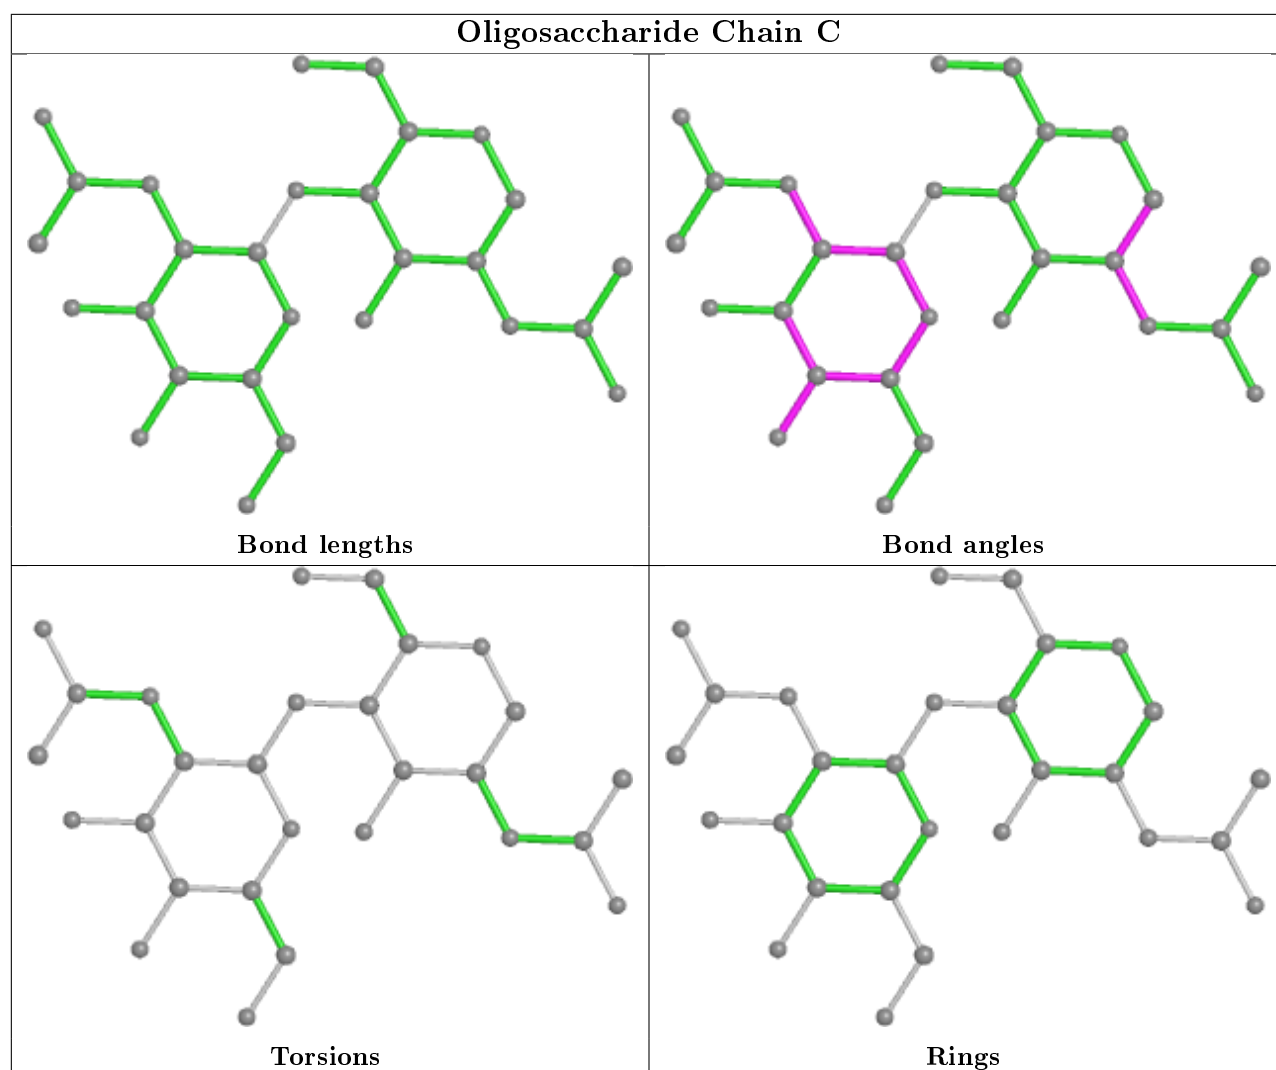 Oligosaccharide Chain C
Bond lengths
Bond angles
Torsions
Rings